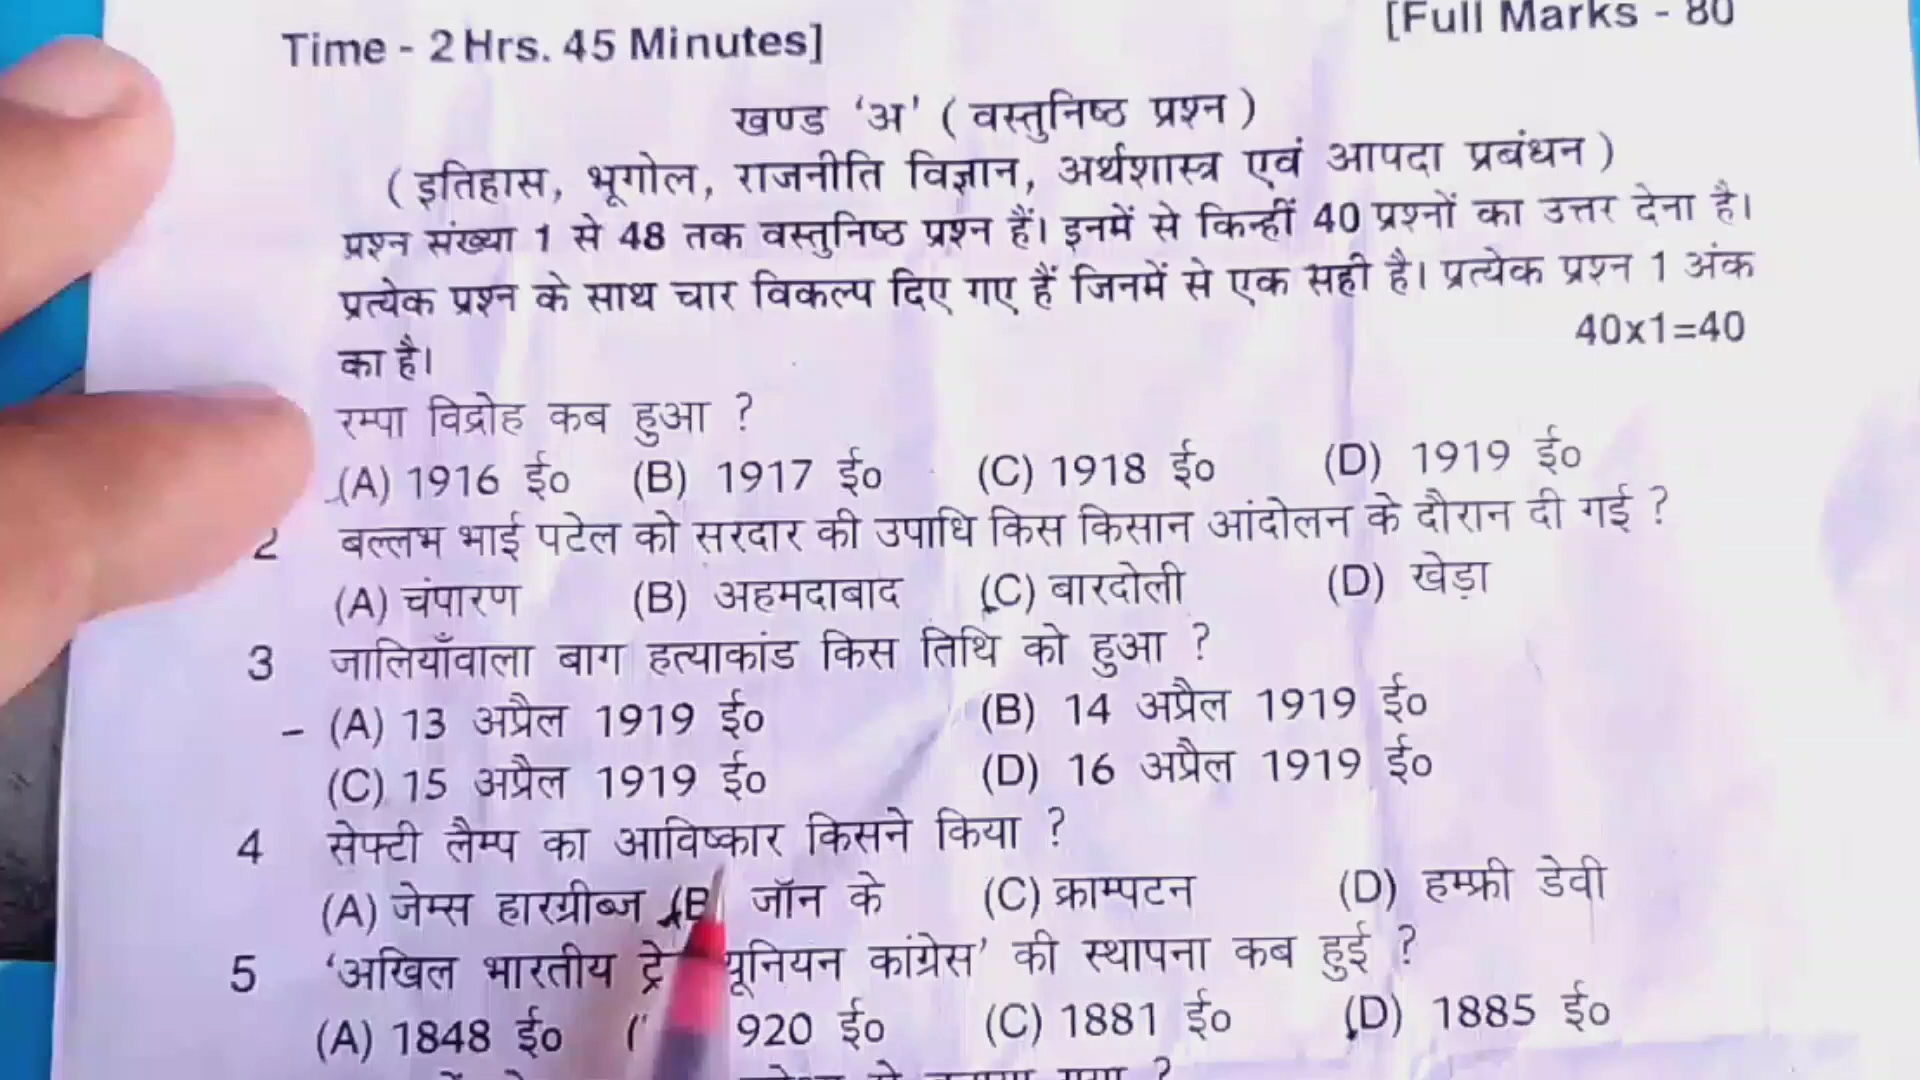 Time - 2 Hrs. 45 Minutes] [Full Marks - 80
खण्ड ‘अ’ ( वस्तुनिष्ठ प्रश्न )
( इतिहास, भूगोल, राजनीति विज्ञान, अर्थशास्त्र एवं आपदा प्रबंधन )
प्रश्न संख्या 1 से 48 तक वस्तुनिष्ठ प्रश्न हैं। इनमें से किन्हीं 40 प्रश्नों का उत्तर देना है।
प्रत्येक प्रश्न के साथ चार विकल्प दिए गए हैं जिनमें से एक सही है। प्रत्येक प्रश्न 1 अंक
का है। 40x1=40
रम्पा विद्रोह कब हुआ ?
(A) 1916 ई० (B) 1917 ई० (C) 1918 ई० (D) 1919 ई०
2 बल्लभ भाई पटेल को सरदार की उपाधि किस किसान आंदोलन के दौरान दी गई ?
(A) चंपारण (B) अहमदाबाद (C) बारदोली (D) खेड़ा
3 जालियाँवाला बाग हत्याकांड किस तिथि को हुआ ?
(A) 13 अप्रैल 1919 ई० (B) 14 अप्रैल 1919 ई०
(C) 15 अप्रैल 1919 ई० (D) 16 अप्रैल 1919 ई०
4 सेफ्टी लैम्प का आविष्कार किसने किया ?
(A) जेम्स हारग्रीब्ज (B जॉन के (C) क्राम्पटन (D) हम्फ्री डेवी
5 ‘अखिल भारतीय ट्रे यूनियन कांग्रेस’ की स्थापना कब हुई ?
(A) 1848 ई० ( 920 ई० (C) 1881 ई० (D) 1885 ई०